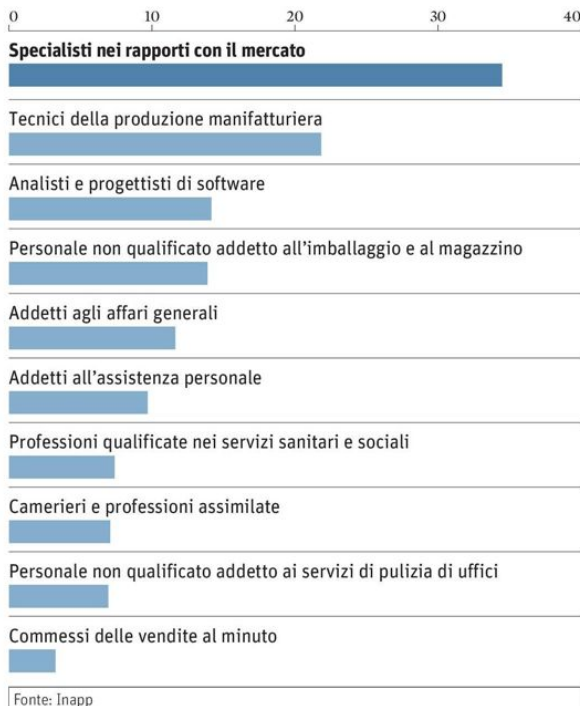 0 10 20 30 40
Specialisti nei rapporti con il mercato
Tecnici della produzione manifatturiera
Analisti e progettisti di software
Personale non qualificato addetto all'imballaggio e al magazzino
Addetti agli affari generali
Addetti all'assistenza personale
Professioni qualificate nei servizi sanitari e sociali
Camerieri e professioni assimilate
Personale non qualificato addetto ai servizi di pulizia di uffici
Commessi delle vendite al minuto
Fonte: Inapp